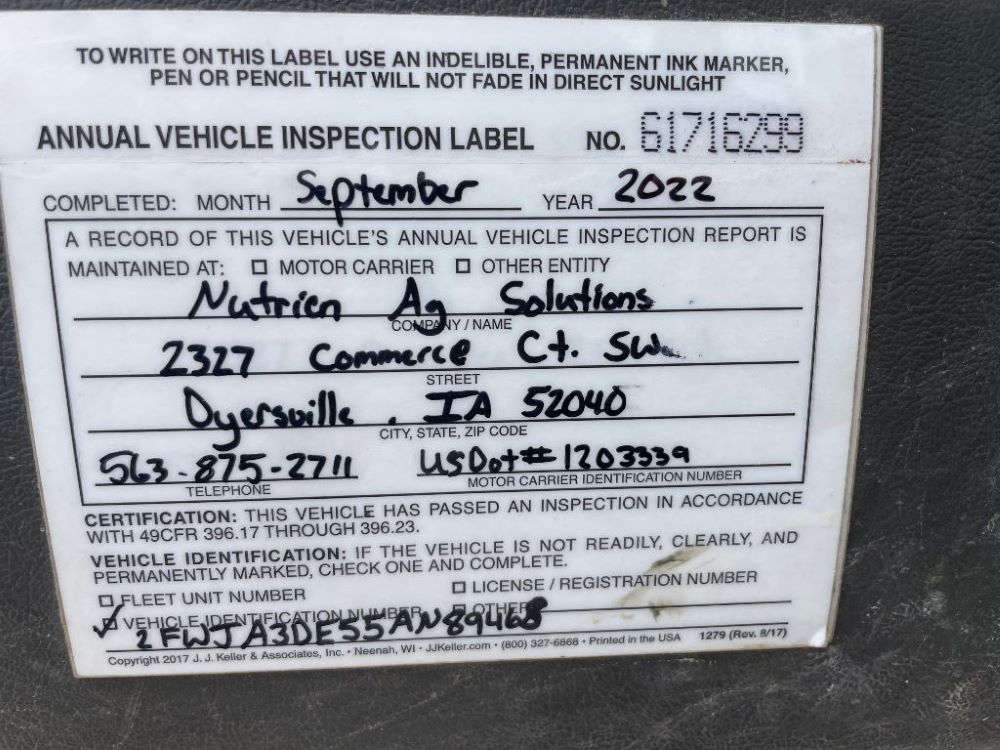 TO WRITE ON THIS LABEL USE AN INDELIBLE, PERMANENT INK MARKER,
PEN OR PENCIL THAT WILL NOT FADE IN DIRECT SUNLIGHT
ANNUAL VEHICLE INSPECTION LABEL NO. 61716299
COMPLETED: MONTH September YEAR 2022
A RECORD OF THIS VEHICLE'S ANNUAL VEHICLE INSPECTION REPORT IS
MAINTAINED AT: ☐ MOTOR CARRIER ☐ OTHER ENTITY
Nutrien Ag Solutions
COMPANY / NAME
2327 Commerce Ct. SW
STREET
Dyersville, IA 52040
CITY, STATE, ZIP CODE
563-875-2711 USDot# 1203339
TELEPHONE MOTOR CARRIER IDENTIFICATION NUMBER
CERTIFICATION: THIS VEHICLE HAS PASSED AN INSPECTION IN ACCORDANCE
WITH 49CFR 396.17 THROUGH 396.23.
VEHICLE IDENTIFICATION: IF THE VEHICLE IS NOT READILY, CLEARLY, AND
PERMANENTLY MARKED, CHECK ONE AND COMPLETE.
☐ FLEET UNIT NUMBER ☐ LICENSE / REGISTRATION NUMBER
✓ ☐ VEHICLE IDENTIFICATION NUMBER ☐ OTHER
2FWJA3DE55AN89468
Copyright 2017 J. J. Keller & Associates, Inc. • Neenah, WI • JJKeller.com • (800) 327-6868 • Printed in the USA 1279 (Rev. 8/17)